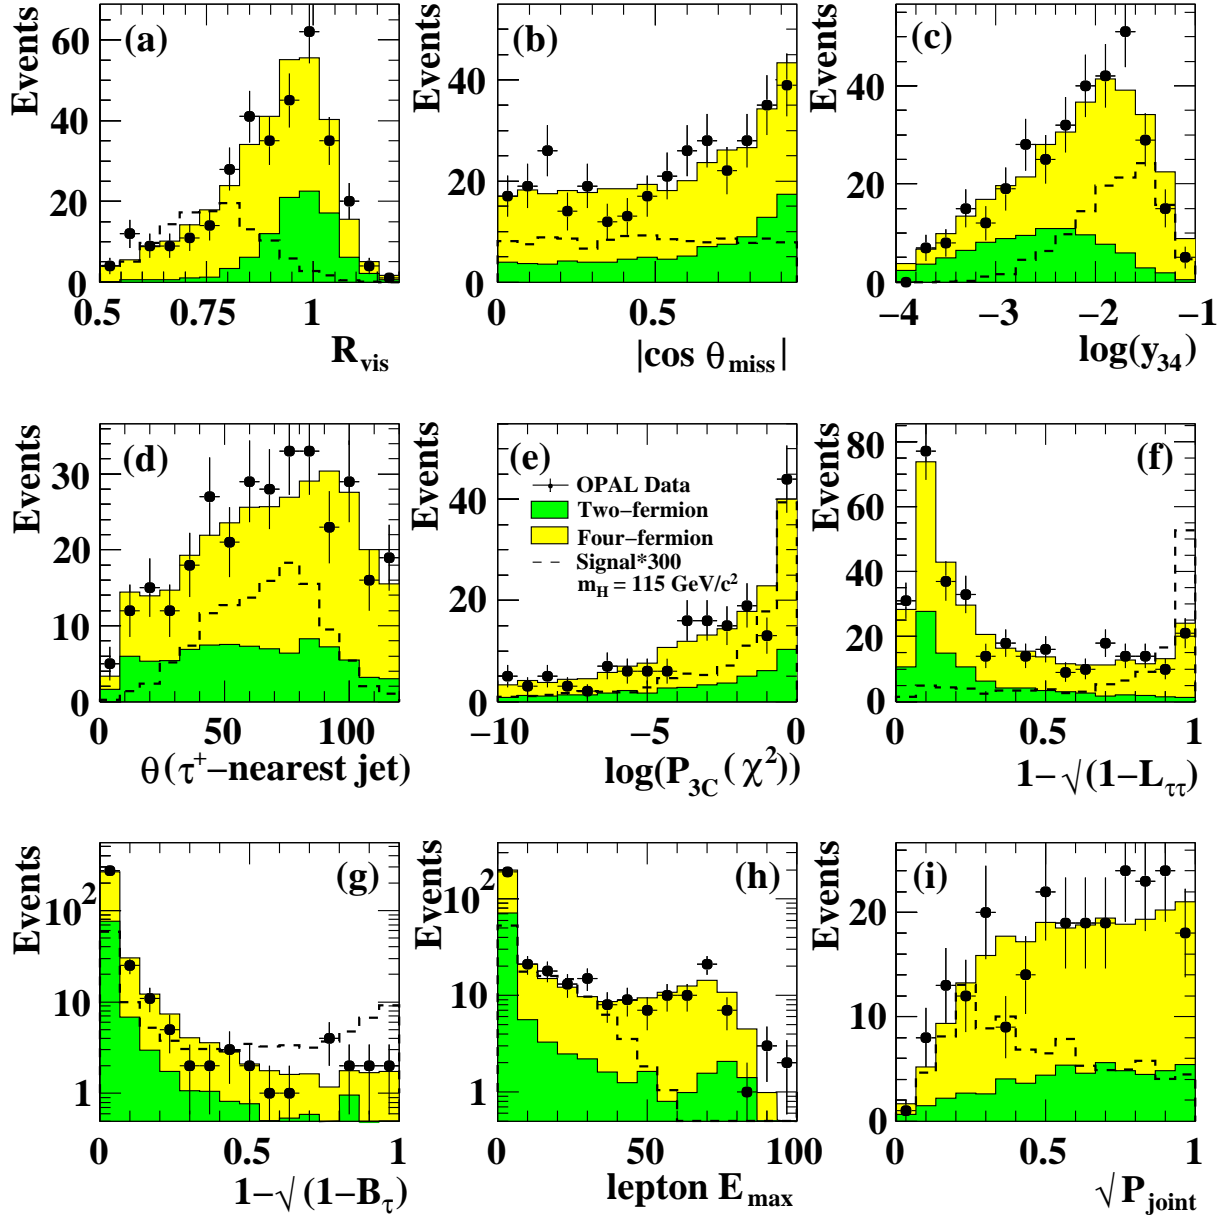 Events
(a)
60
40
20
0
0.5 0.75 1
R_vis
Events
(b)
40
20
0
0 0.5
|cos θ_miss|
Events
(c)
40
20
0
−4 −3 −2 −1
log(y_34)
Events
(d)
30
20
10
0
0 50 100
θ(τ⁺−nearest jet)
Events
(e)
OPAL Data
Two−fermion
Four−fermion
Signal*300
m_H = 115 GeV/c²
40
20
0
−10 −5 0
log(P_3C(χ²))
Events
(f)
80
60
40
20
0
0 0.5 1
1−√(1−L_ττ)
Events
(g)
10²
10
1
0 0.5 1
1−√(1−B_τ)
Events
(h)
10²
10
1
0 50 100
lepton E_max
Events
(i)
20
10
0
0 0.5 1
√P_joint